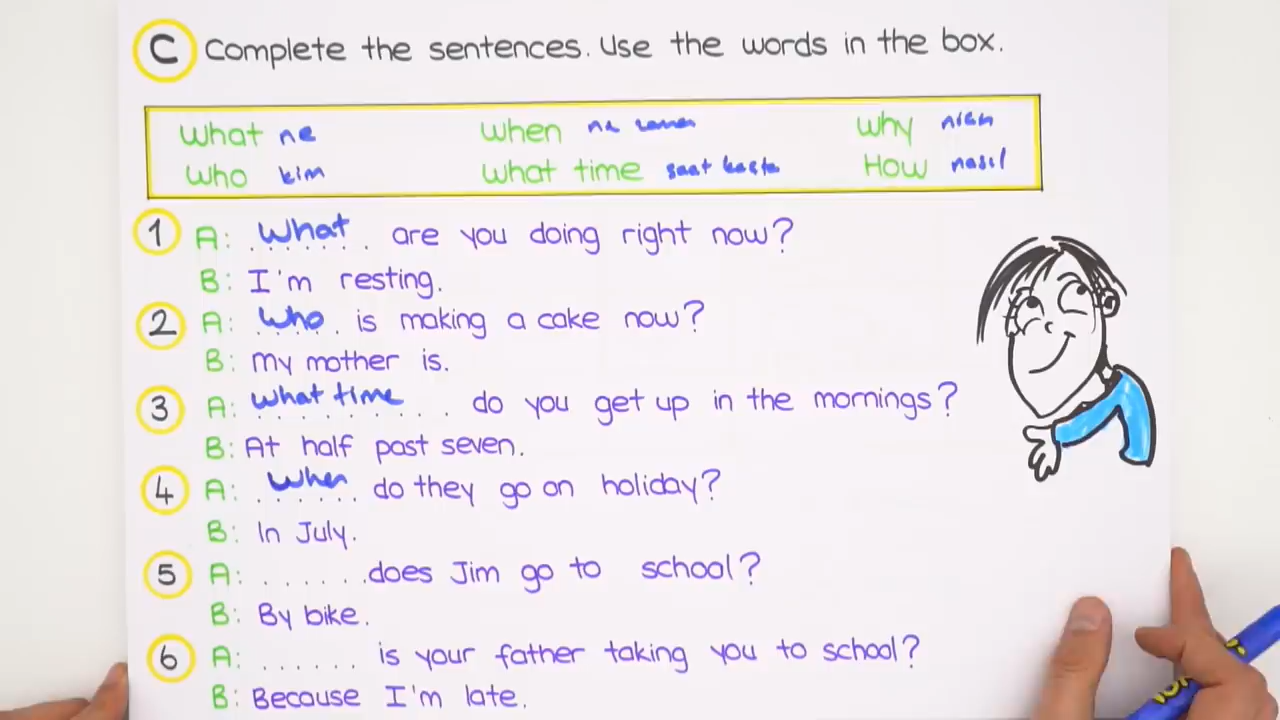 C Complete the sentences. Use the words in the box.
What ne When ne zaman Why niçin
Who kim What time saat kaçta How nasıl
1 A: What are you doing right now?
B: I'm resting.
2 A: Who is making a cake now?
B: My mother is.
3 A: What time do you get up in the mornings?
B: At half past seven.
4 A: When do they go on holiday?
B: In July.
5 A: ...... does Jim go to school?
B: By bike.
6 A: ...... is your father taking you to school?
B: Because I'm late.